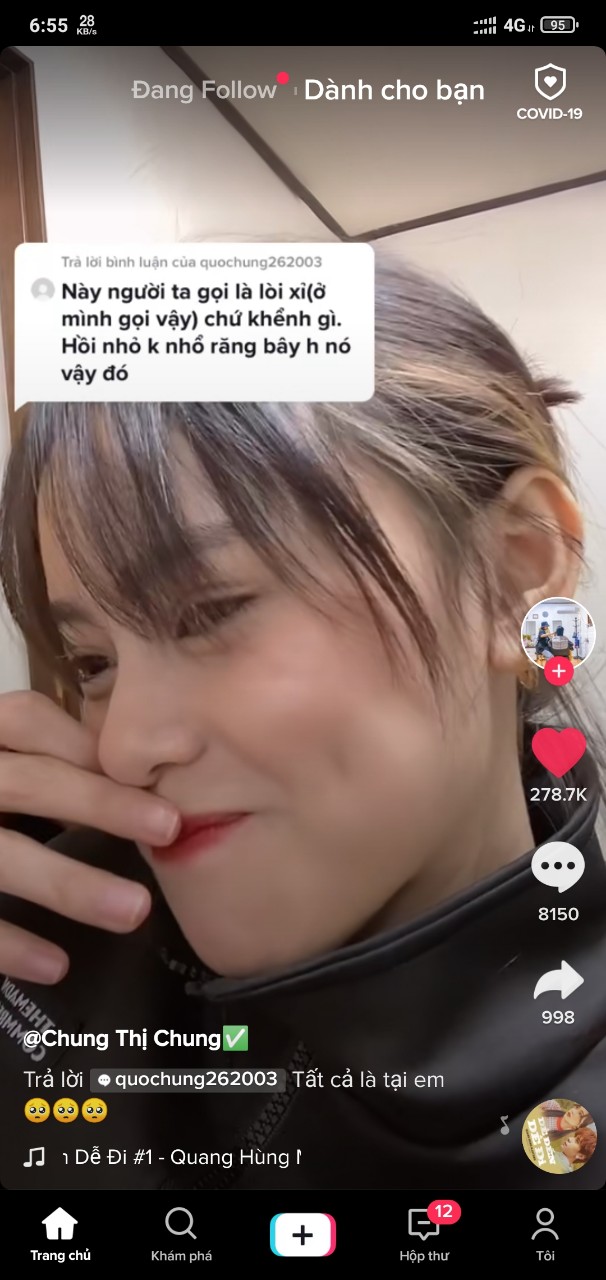 6:55 28 KB/s 4G 95
Đang Follow Dành cho bạn
COVID-19
Trả lời bình luận của quochung262003
Này người ta gọi là lòi xỉ(ở
mình gọi vậy) chứ khểnh gì.
Hồi nhỏ k nhổ răng bây h nó
vậy đó
278.7K
8150
998
@Chung Thị Chung✅
Trả lời 💬 quochung262003 Tất cả là tại em
🥺🥺🥺
Dễ Đi #1 - Quang Hùng
Trang chủ
Khám phá
12
Hộp thư
Tôi